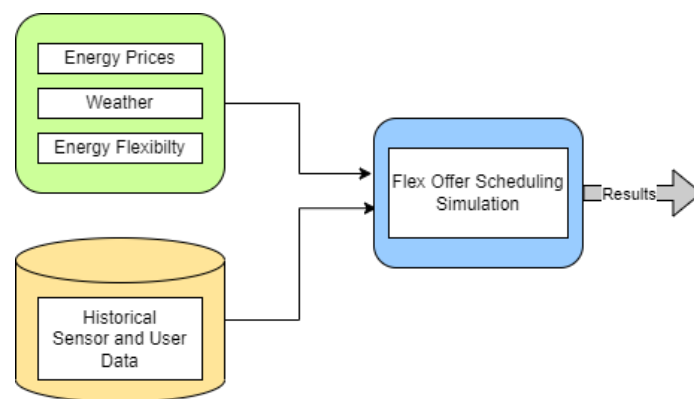 Energy Prices
Weather
Energy Flexibilty
Flex Offer Scheduling
Simulation
Results
Historical
Sensor and User
Data